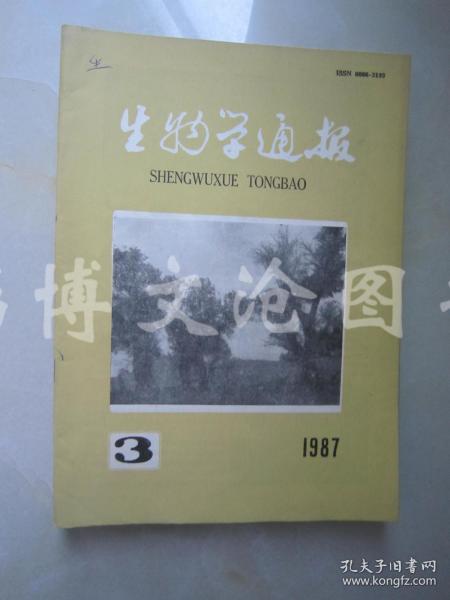 ISSN 0006-3193
生物学通报
SHENGWUXUE TONGBAO
博文沧图
3
1987
孔夫子旧书网
www.kongfz.com